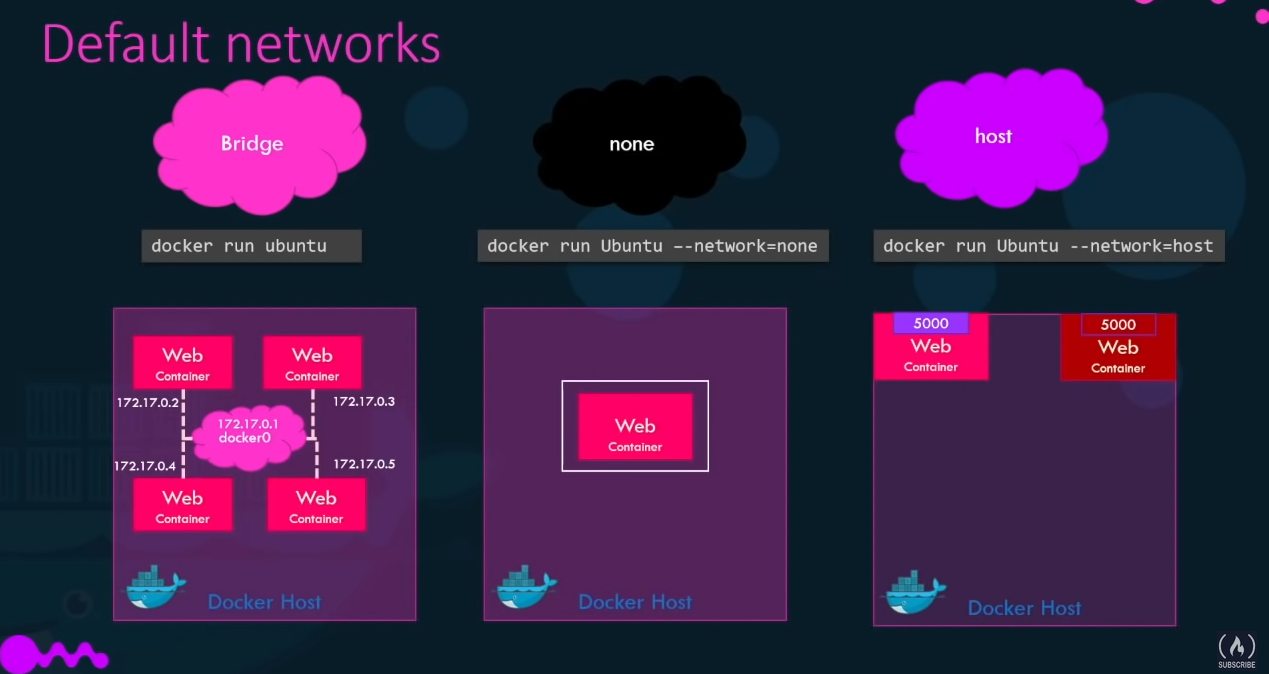 Default networks
Bridge
none
host
docker run ubuntu
docker run Ubuntu –-network=none
docker run Ubuntu --network=host
Web
Container
Web
Container
172.17.0.2
172.17.0.3
172.17.0.1
docker0
172.17.0.4
172.17.0.5
Web
Container
Web
Container
Docker Host
Web
Container
Docker Host
5000
Web
Container
5000
Web
Container
Docker Host
SUBSCRIBE